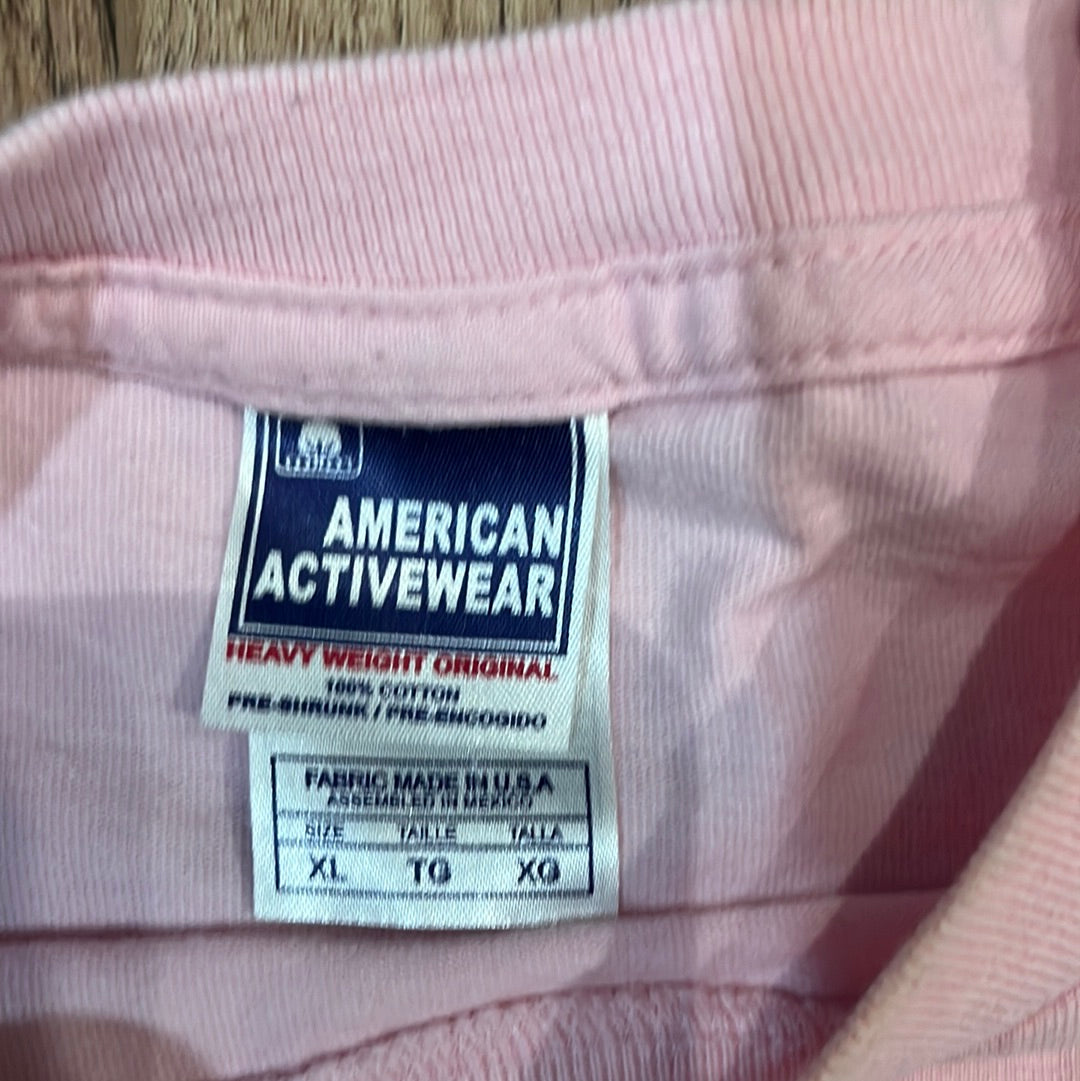 AMERICAN
ACTIVEWEAR
HEAVY WEIGHT ORIGINAL
100% COTTON
PRE-SHRUNK / PRE-ENCOGIDO
FABRIC MADE IN U.S.A
ASSEMBLED IN MEXICO
SIZE TAILLE TALLA
XL TG XG